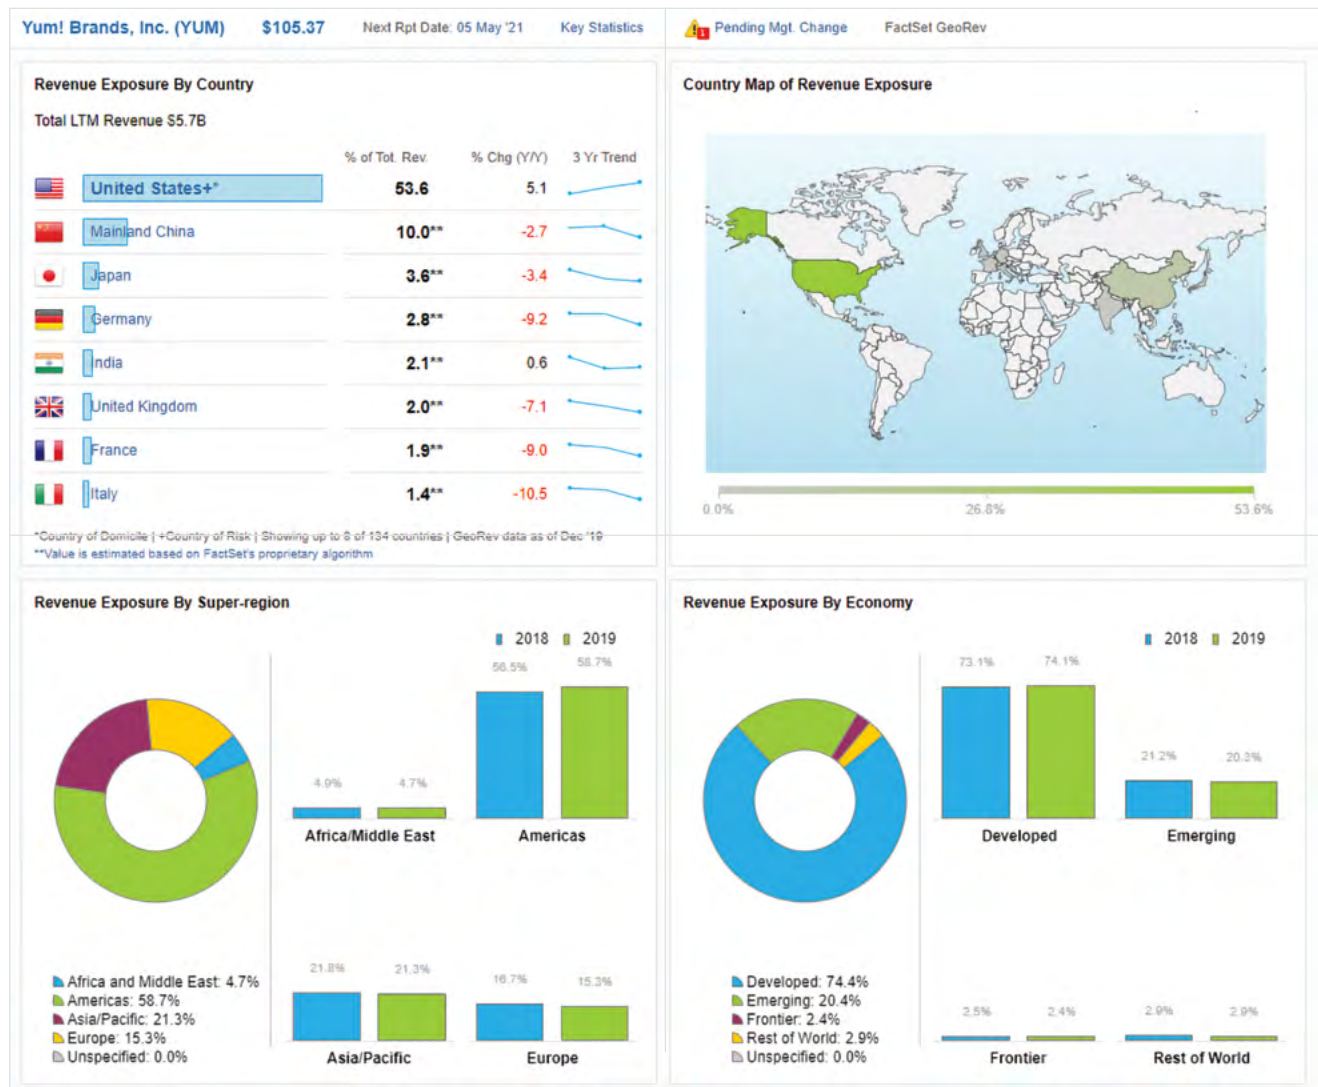 Yum! Brands, Inc. (YUM) $105.37 Next Rpt Date: 05 May '21 Key Statistics 1 Pending Mgt. Change FactSet GeoRev
Revenue Exposure By Country
Total LTM Revenue $5.7B
% of Tot. Rev. % Chg (Y/Y) 3 Yr Trend
United States+* 53.6 5.1
Mainland China 10.0** -2.7
Japan 3.6** -3.4
Germany 2.8** -9.2
India 2.1** 0.6
United Kingdom 2.0** -7.1
France 1.9** -9.0
Italy 1.4** -10.5
*Country of Domicile | +Country of Risk | Showing up to 8 of 134 countries | GeoRev data as of Dec '19
**Value is estimated based on FactSet's proprietary algorithm
Country Map of Revenue Exposure
0.0% 26.8% 53.6%
Revenue Exposure By Super-region
2018 2019
56.5% 58.7%
4.9% 4.7%
Africa/Middle East Americas
21.8% 21.3% 16.7% 15.3%
Asia/Pacific Europe
Africa and Middle East: 4.7%
Americas: 58.7%
Asia/Pacific: 21.3%
Europe: 15.3%
Unspecified: 0.0%
Revenue Exposure By Economy
2018 2019
73.1% 74.1%
21.2% 20.3%
Developed Emerging
2.5% 2.4% 2.9% 2.9%
Frontier Rest of World
Developed: 74.4%
Emerging: 20.4%
Frontier: 2.4%
Rest of World: 2.9%
Unspecified: 0.0%